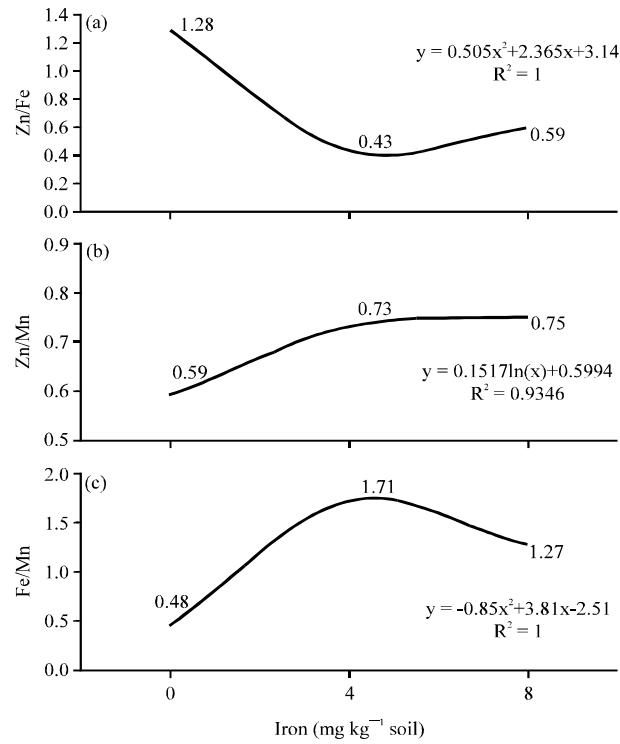 (a)
1.4
1.2
1.0
0.8
0.6
0.4
0.2
0.0
Zn/Fe
1.28
0.43
0.59
y = 0.505x²+2.365x+3.14
R² = 1
(b)
0.9
0.8
0.7
0.6
0.5
Zn/Mn
0.59
0.73
0.75
y = 0.1517ln(x)+0.5994
R² = 0.9346
(c)
2.0
1.5
1.0
0.5
0.0
Fe/Mn
0.48
1.71
1.27
y = -0.85x²+3.81x-2.51
R² = 1
0 4 8
Iron (mg kg⁻¹ soil)